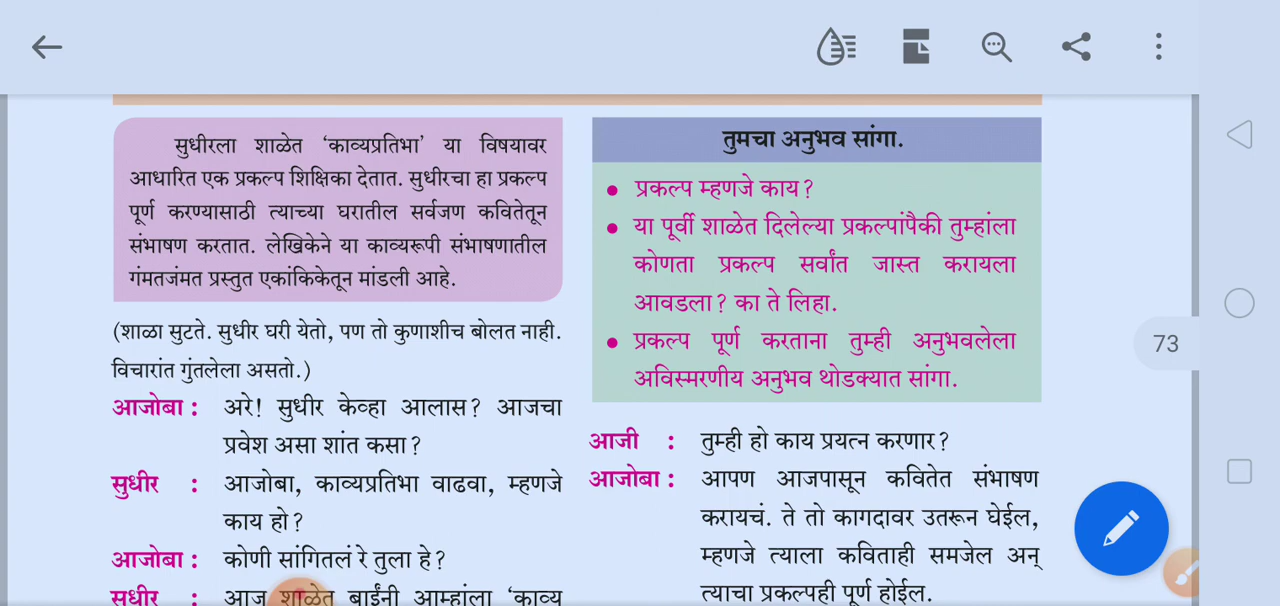 सुधीरला शाळेत ‘काव्यप्रतिभा’ या विषयावर
आधारित एक प्रकल्प शिक्षिका देतात. सुधीरचा हा प्रकल्प
पूर्ण करण्यासाठी त्याच्या घरातील सर्वजण कवितेतून
संभाषण करतात. लेखिकेने या काव्यरूपी संभाषणातील
गंमतजंमत प्रस्तुत एकांकिकेतून मांडली आहे.
(शाळा सुटते. सुधीर घरी येतो, पण तो कुणाशीच बोलत नाही.
विचारांत गुंतलेला असतो.)
आजोबा : अरे! सुधीर केव्हा आलास? आजचा
प्रवेश असा शांत कसा?
सुधीर : आजोबा, काव्यप्रतिभा वाढवा, म्हणजे
काय हो?
आजोबा : कोणी सांगितलं रे तुला हे?
सुधीर : आज शाळेत बाईंनी आम्हांला ‘काव्य
तुमचा अनुभव सांगा.
• प्रकल्प म्हणजे काय?
• या पूर्वी शाळेत दिलेल्या प्रकल्पांपैकी तुम्हांला
कोणता प्रकल्प सर्वांत जास्त करायला
आवडला? का ते लिहा.
• प्रकल्प पूर्ण करताना तुम्ही अनुभवलेला
अविस्मरणीय अनुभव थोडक्यात सांगा.
आजी : तुम्ही हो काय प्रयत्न करणार?
आजोबा : आपण आजपासून कवितेत संभाषण
करायचं. ते तो कागदावर उतरून घेईल,
म्हणजे त्याला कविताही समजेल अन्
त्याचा प्रकल्पही पूर्ण होईल.
73